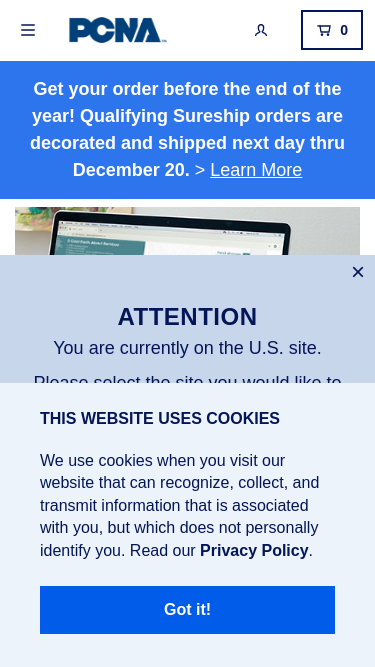 PCNA
0
Get your order before the end of the
year! Qualifying Sureship orders are
decorated and shipped next day thru
December 20. > Learn More
ATTENTION
You are currently on the U.S. site.
Please select the site you would like to
THIS WEBSITE USES COOKIES
We use cookies when you visit our
website that can recognize, collect, and
transmit information that is associated
with you, but which does not personally
identify you. Read our Privacy Policy.
Got it!